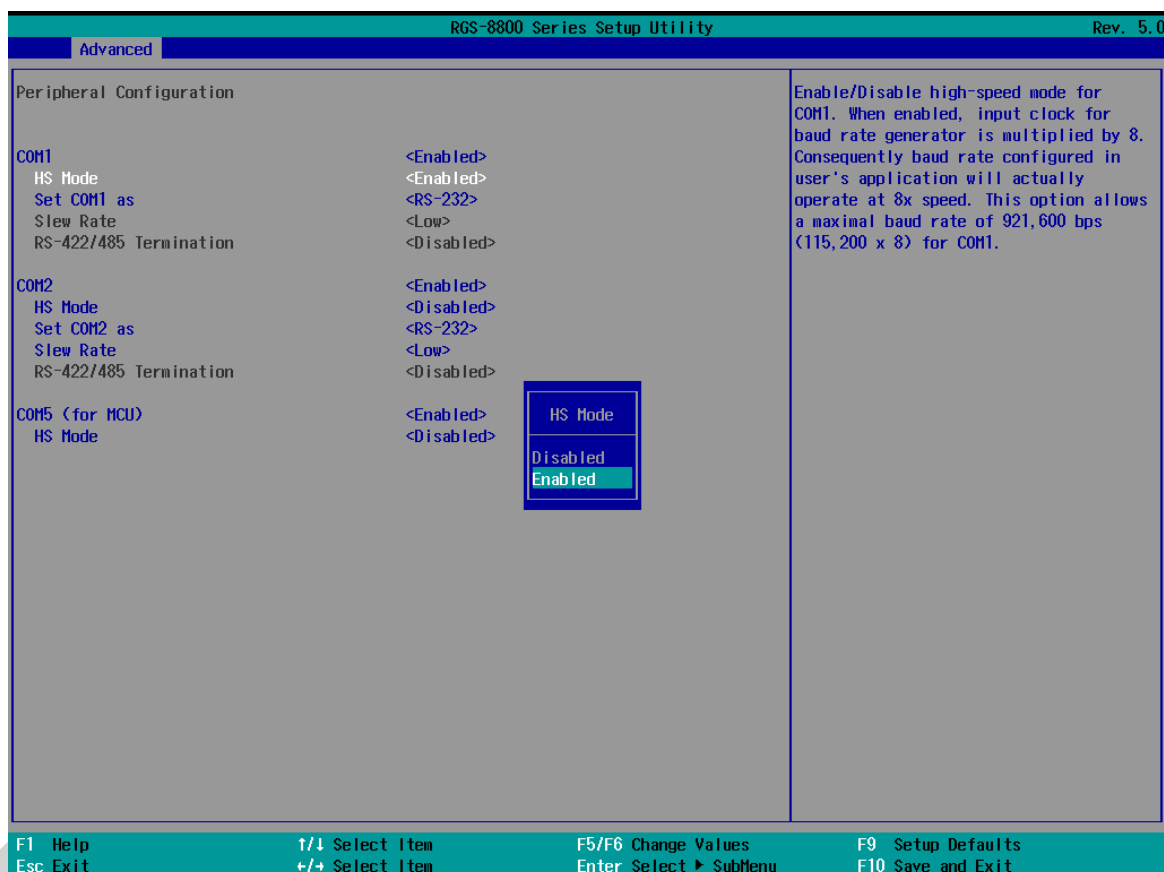 RGS-8800 Series Setup Utility Rev. 5.0
Advanced
Peripheral Configuration
COM1 <Enabled>
HS Mode <Enabled>
Set COM1 as <RS-232>
Slew Rate <Low>
RS-422/485 Termination <Disabled>
COM2 <Enabled>
HS Mode <Disabled>
Set COM2 as <RS-232>
Slew Rate <Low>
RS-422/485 Termination <Disabled>
COM5 (for MCU) <Enabled>
HS Mode <Disabled>
HS Mode
Disabled
Enabled
Enable/Disable high-speed mode for
COM1. When enabled, input clock for
baud rate generator is multiplied by 8.
Consequently baud rate configured in
user's application will actually
operate at 8x speed. This option allows
a maximal baud rate of 921,600 bps
(115,200 x 8) for COM1.
F1 Help ↑/↓ Select Item F5/F6 Change Values F9 Setup Defaults
Esc Exit ←/→ Select Item Enter Select ▶ SubMenu F10 Save and Exit